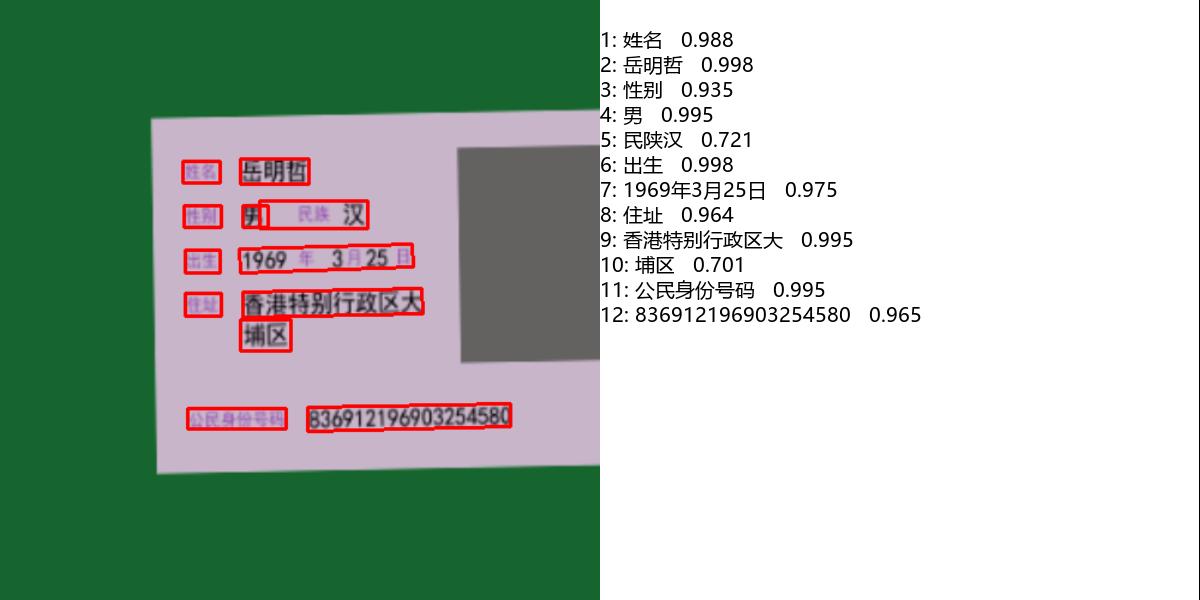 姓名 岳明哲
性别 男 民族 汉
出生 1969 年 3 月 25 日
住址 香港特别行政区大
埔区
公民身份号码 836912196903254580
1: 姓名 0.988
2: 岳明哲 0.998
3: 性别 0.935
4: 男 0.995
5: 民陕汉 0.721
6: 出生 0.998
7: 1969年3月25日 0.975
8: 住址 0.964
9: 香港特别行政区大 0.995
10: 埔区 0.701
11: 公民身份号码 0.995
12: 836912196903254580 0.965